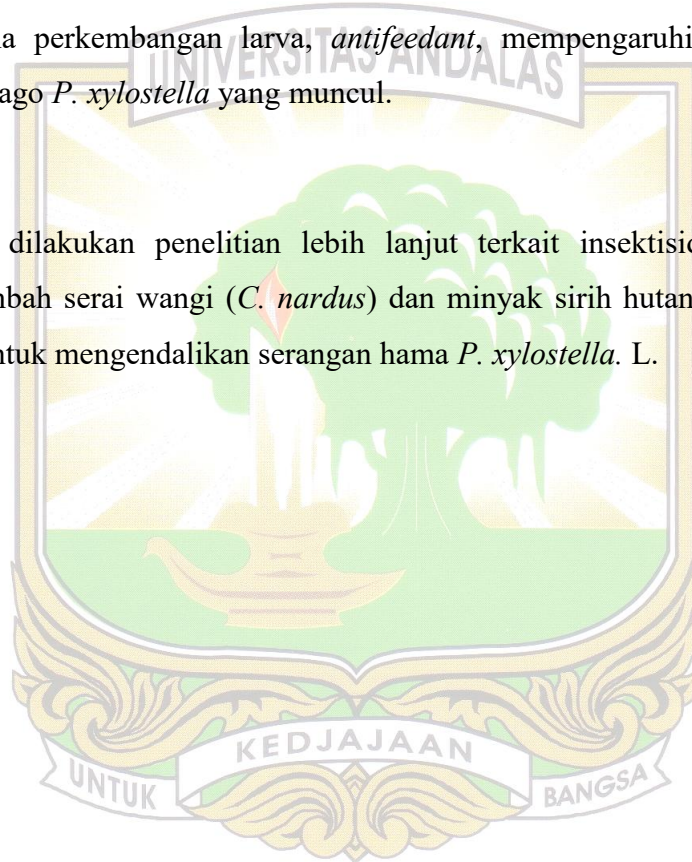 a perkembangan larva, antifeedant, mempengaruhi
UNIVERSITAS ANDALAS
ago P. xylostella yang muncul.
dilakukan penelitian lebih lanjut terkait insektisid
nbah serai wangi (C. nardus) dan minyak sirih hutan
ntuk mengendalikan serangan hama P. xylostella. L.
UNTUK KEDJAJAAN BANGSA